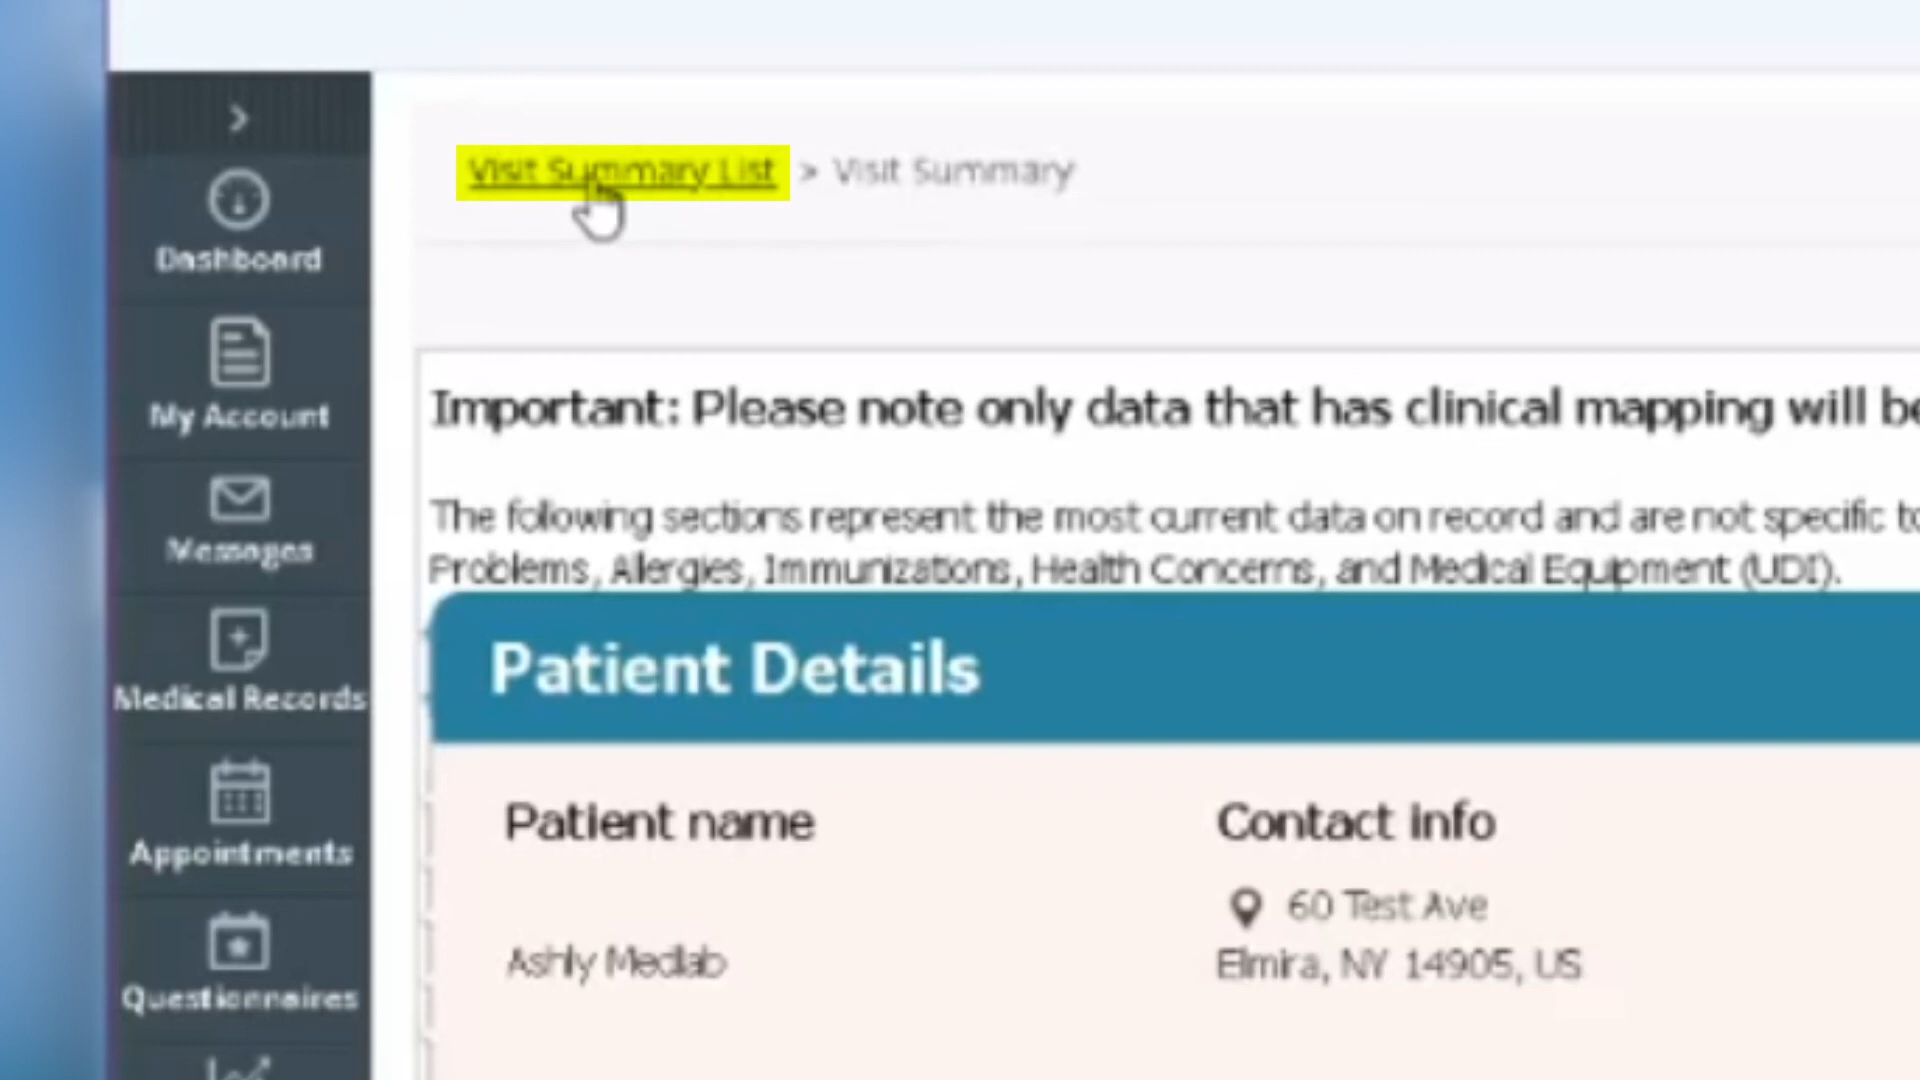 Visit Summary List > Visit Summary
Dashboard
My Account
Messages
Medical Records
Appointments
Questionnaires
Important: Please note only data that has clinical mapping will be
The following sections represent the most current data on record and are not specific to
Problems, Allergies, Immunizations, Health Concerns, and Medical Equipment (UDI).
Patient Details
Patient name
Contact info
60 Test Ave
Ashly Medlab
Elmira, NY 14905, US